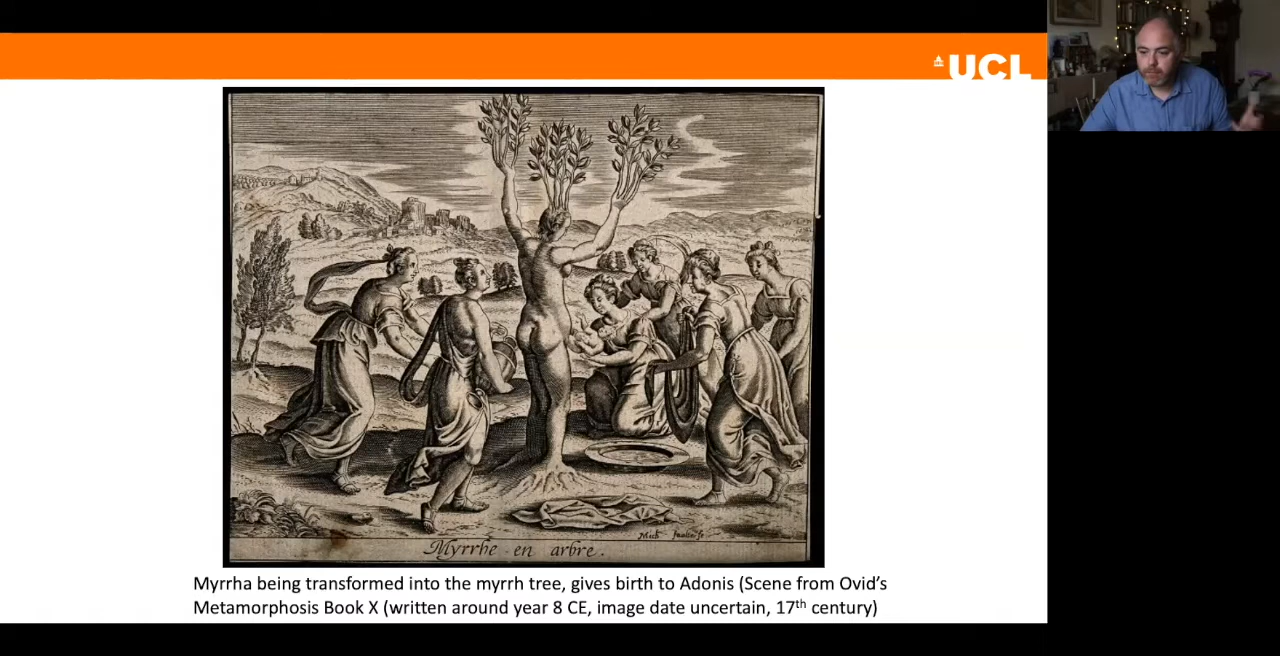 UCL
Myrrhe en arbre.
Myrrha being transformed into the myrrh tree, gives birth to Adonis (Scene from Ovid’s
Metamorphosis Book X (written around year 8 CE, image date uncertain, 17th century)